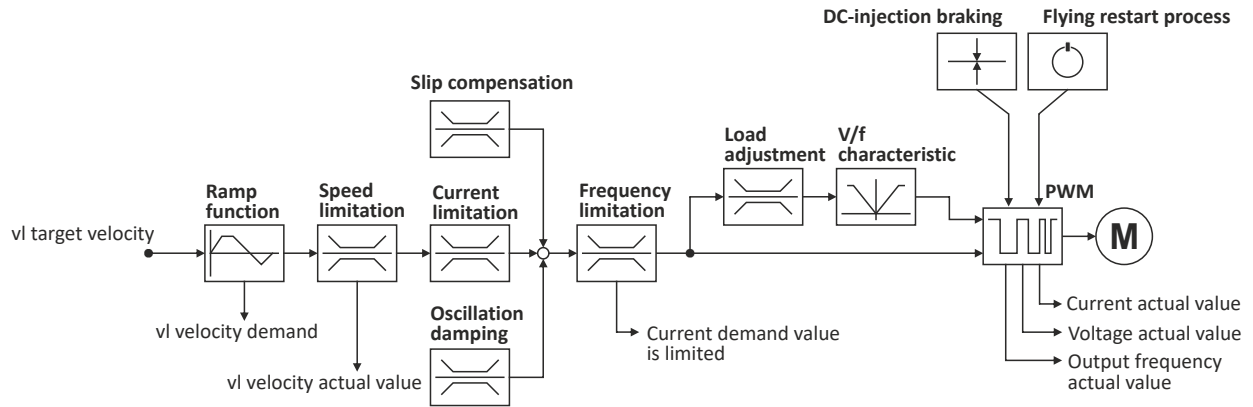 DC-injection braking
Flying restart process
Slip compensation
Load
adjustment
V/f
characteristic
Ramp
function
Speed
limitation
Current
limitation
Frequency
limitation
PWM
vl target velocity
M
Oscillation
damping
vl velocity demand
vl velocity actual value
Current demand value
is limited
Current actual value
Voltage actual value
Output frequency
actual value